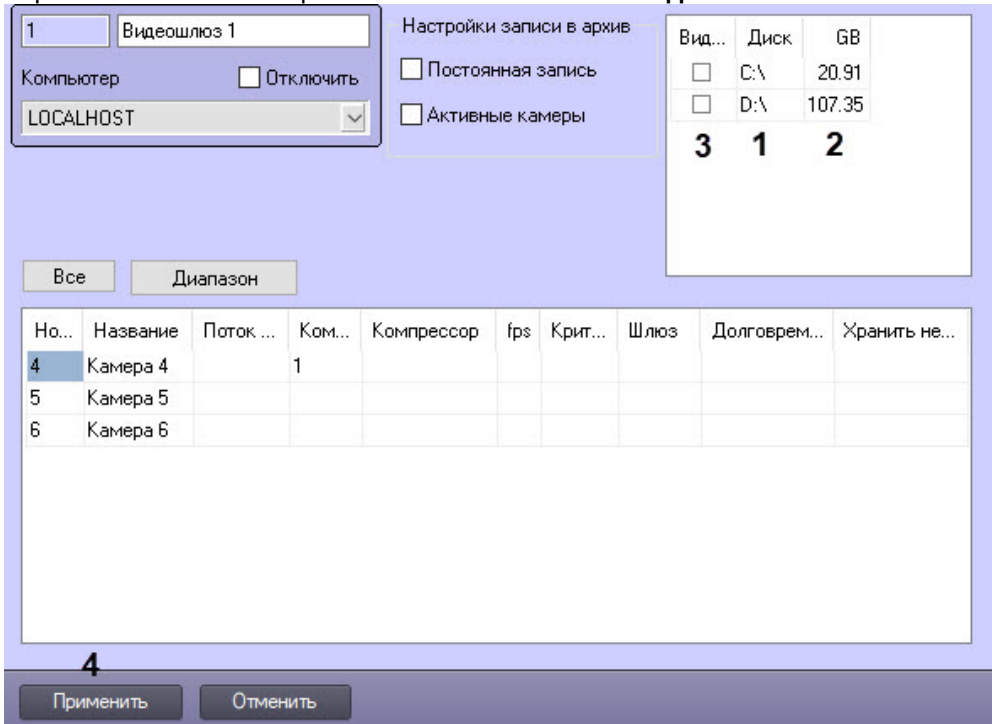 1 Видеошлюз 1
Компьютер Отключить
LOCALHOST
Настройки записи в архив
Постоянная запись
Активные камеры
Вид... Диск GB
C:\ 20.91
D:\ 107.35
3 1 2
Все Диапазон
Но... Название Поток ... Ком... Компрессор fps Крит... Шлюз Долговрем... Хранить не...
4 Камера 4 1
5 Камера 5
6 Камера 6
4
Применить Отменить